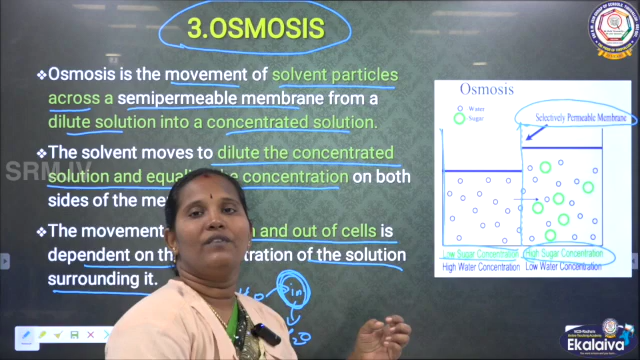 3.OSMOSIS
❖Osmosis is the movement of solvent particles
across a semipermeable membrane from a
dilute solution into a concentrated solution.
❖The solvent moves to dilute the concentrated
solution and equali the concentration on both
sides of the me
❖The movement and out of cells is
dependent on th tration of the solution
surrounding it.
Osmosis
Water
Sugar
Selectively Permeable Membrane
Low Sugar Concentration
High Water Concentration
High Sugar Concentration
Low Water Concentration
SRM IV
in
Ekalaiva